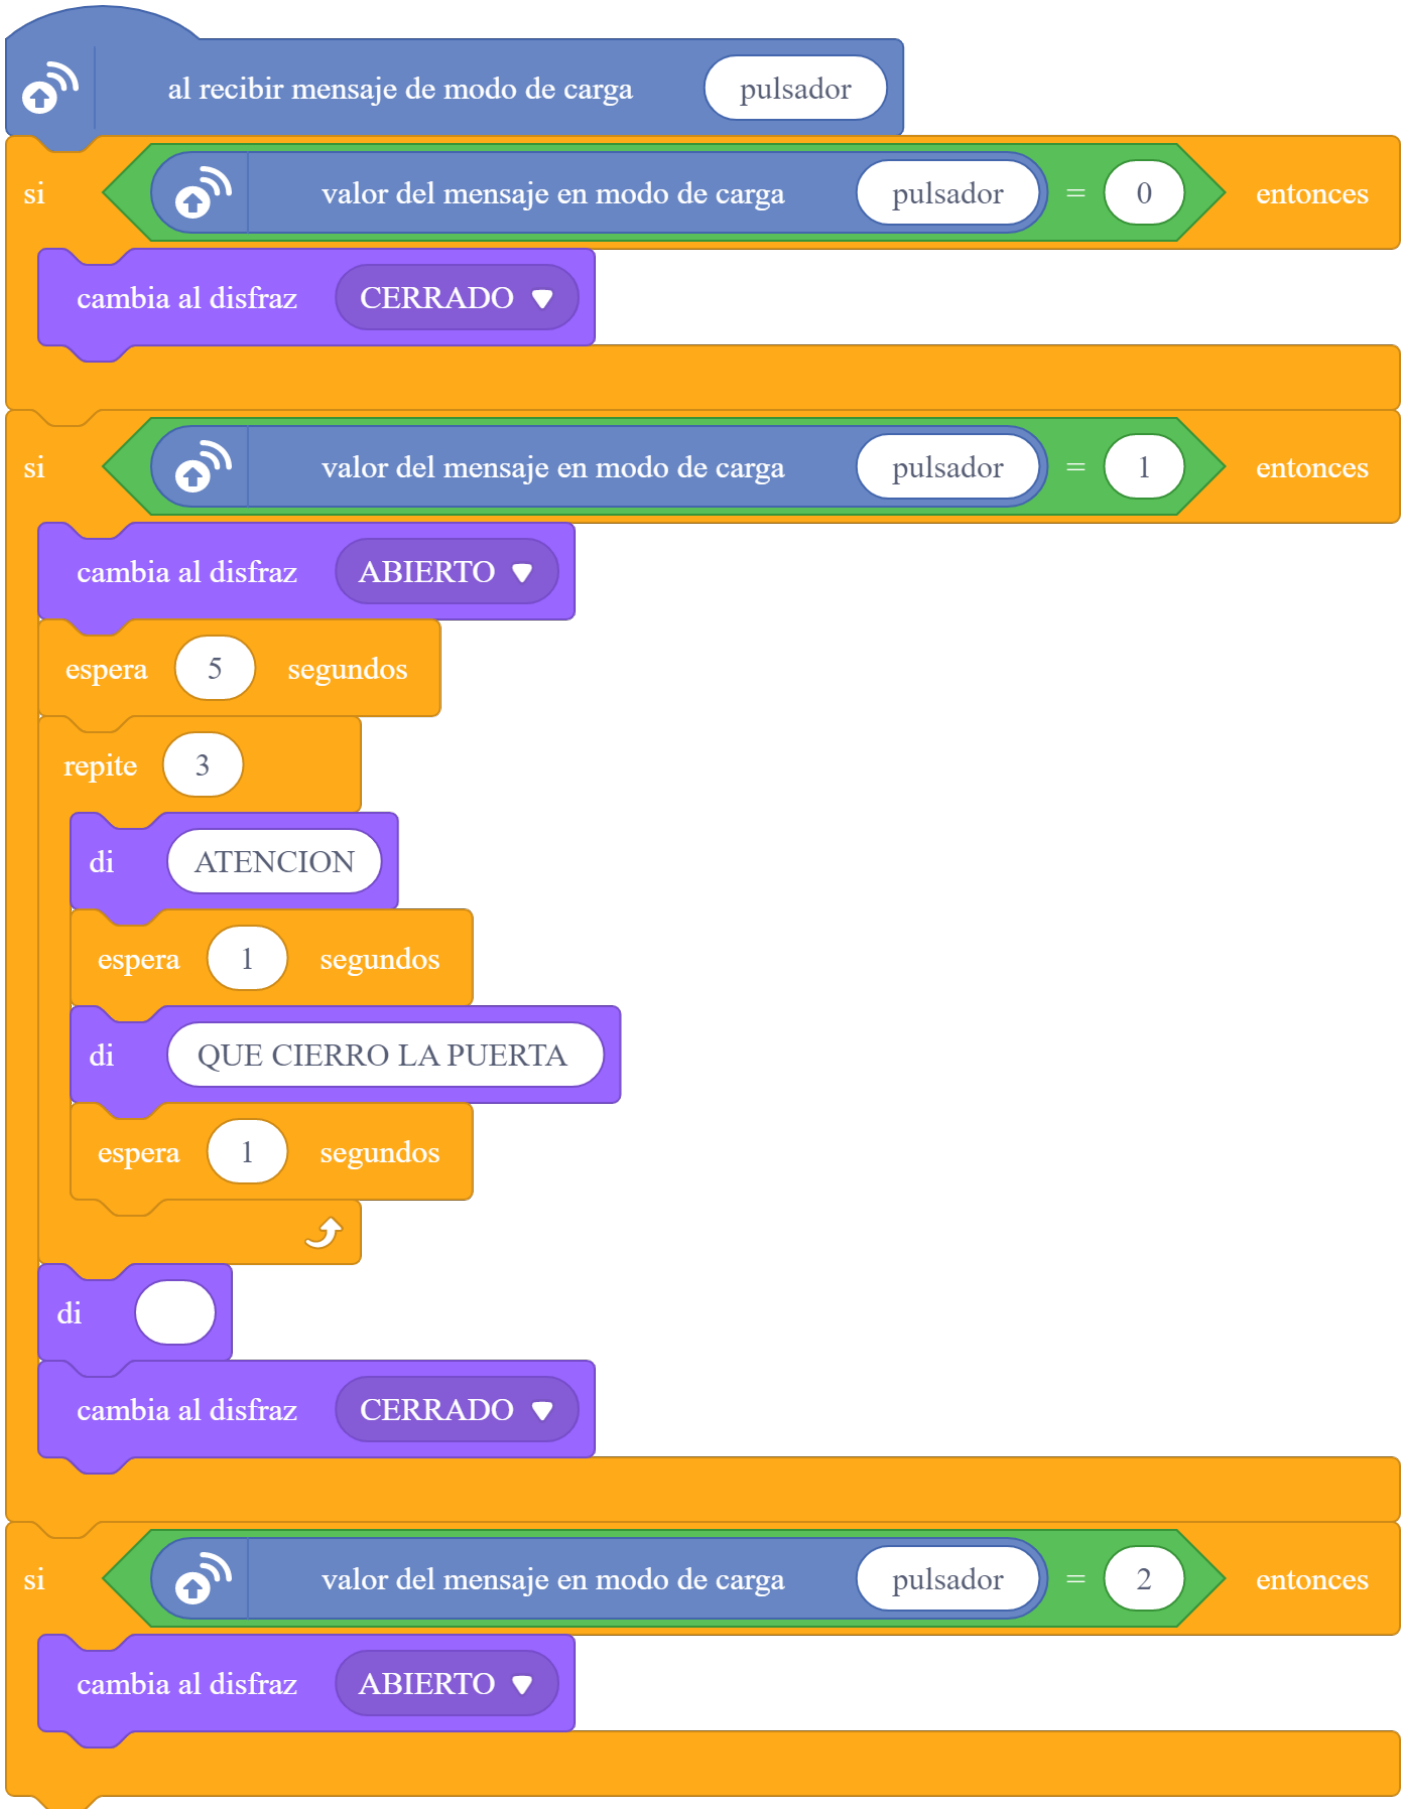 al recibir mensaje de modo de carga pulsador
si valor del mensaje en modo de carga pulsador = 0 entonces
cambia al disfraz CERRADO
si valor del mensaje en modo de carga pulsador = 1 entonces
cambia al disfraz ABIERTO
espera 5 segundos
repite 3
di ATENCION
espera 1 segundos
di QUE CIERRO LA PUERTA
espera 1 segundos
di
cambia al disfraz CERRADO
si valor del mensaje en modo de carga pulsador = 2 entonces
cambia al disfraz ABIERTO